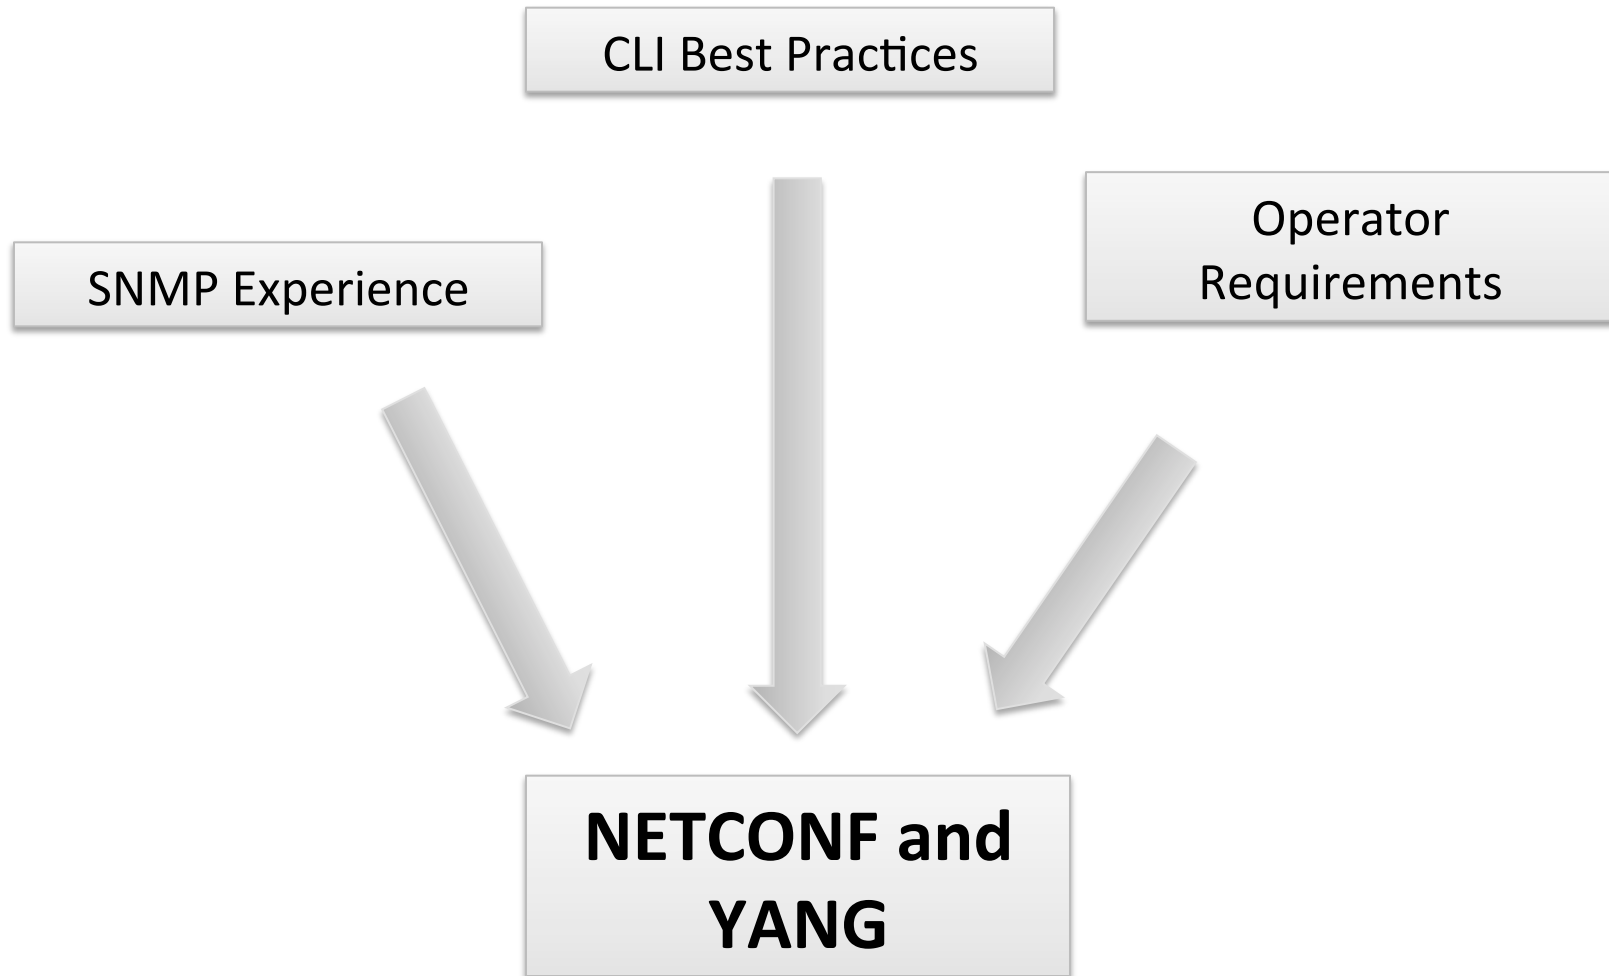 CLI Best Practices
SNMP Experience
Operator
Requirements
NETCONF and
YANG